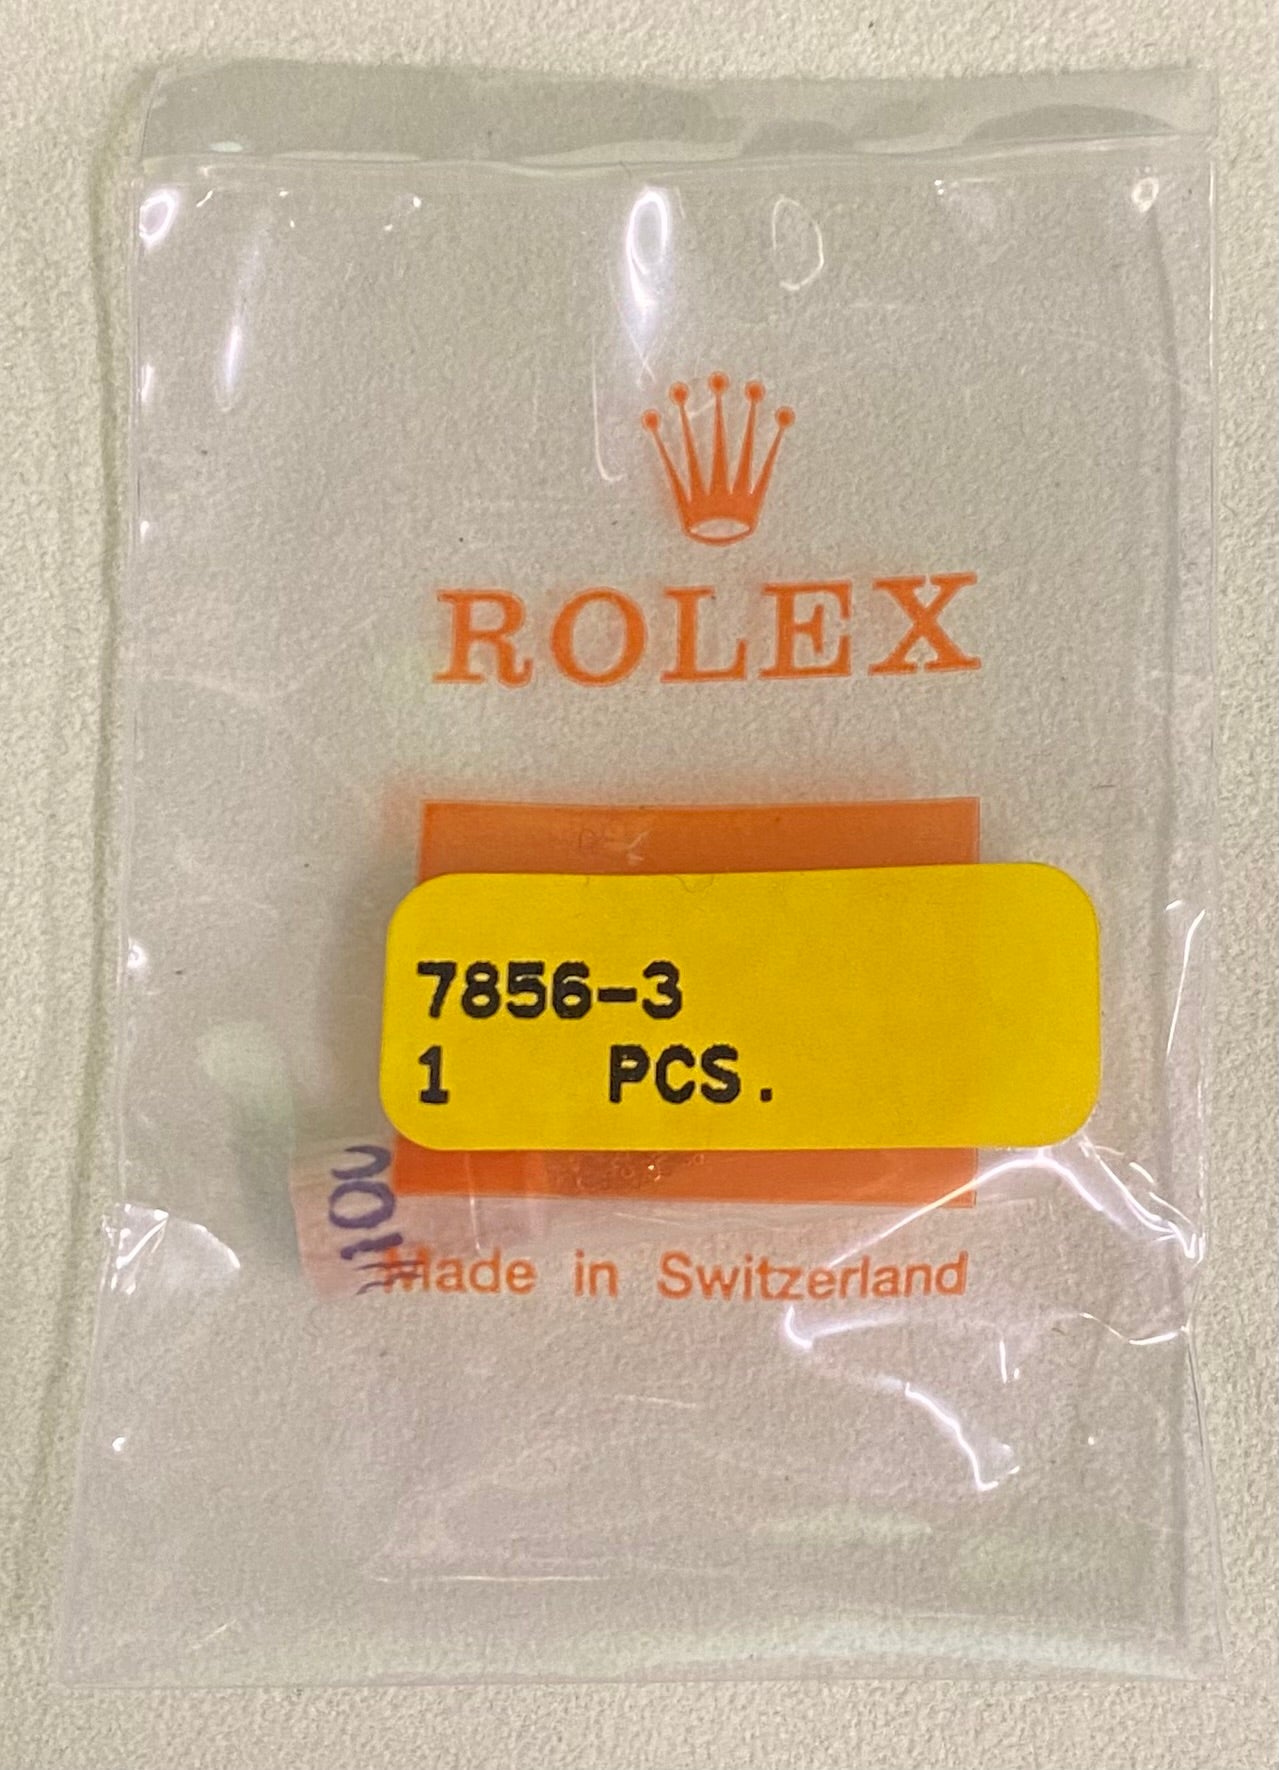 ROLEX
7856-3
1 PCS.
Made in Switzerland